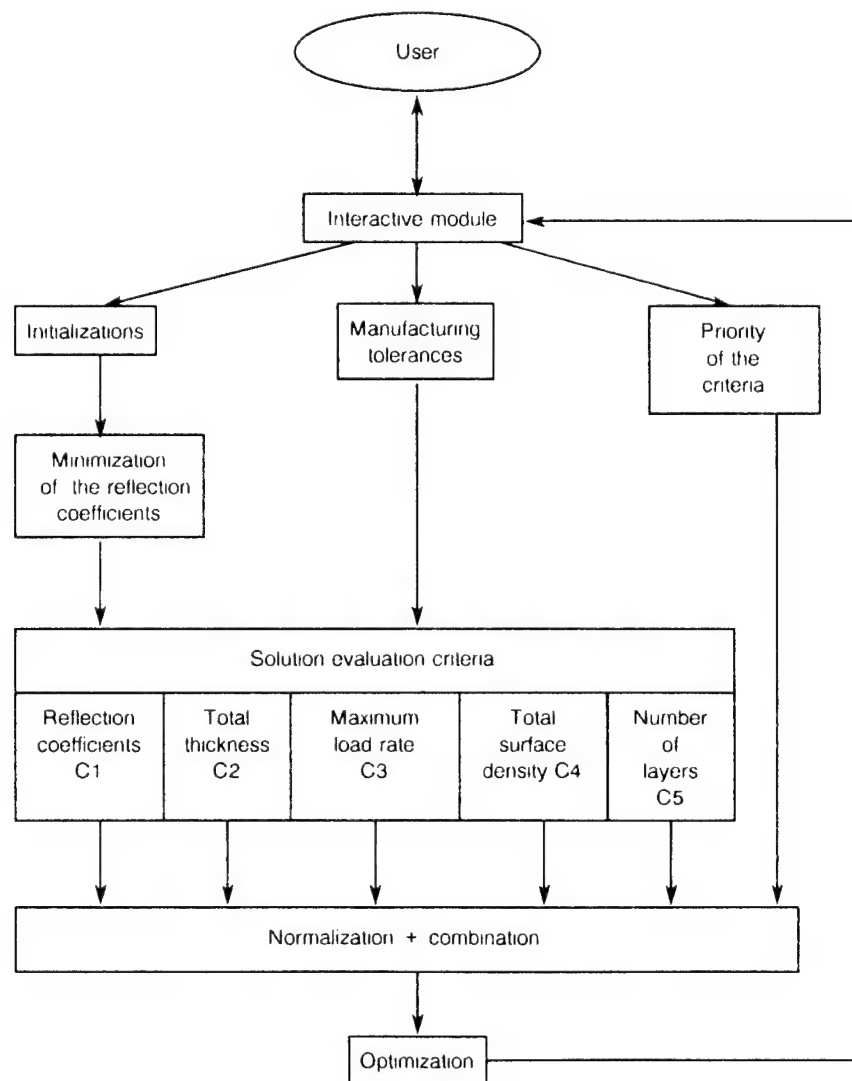 User
Interactive module
Initializations
Manufacturing
tolerances
Priority
of the
criteria
Minimization
of the reflection
coefficients
Solution evaluation criteria
Reflection
coefficients
C1
Total
thickness
C2
Maximum
load rate
C3
Total
surface
density C4
Number
of
layers
C5
Normalization + combination
Optimization